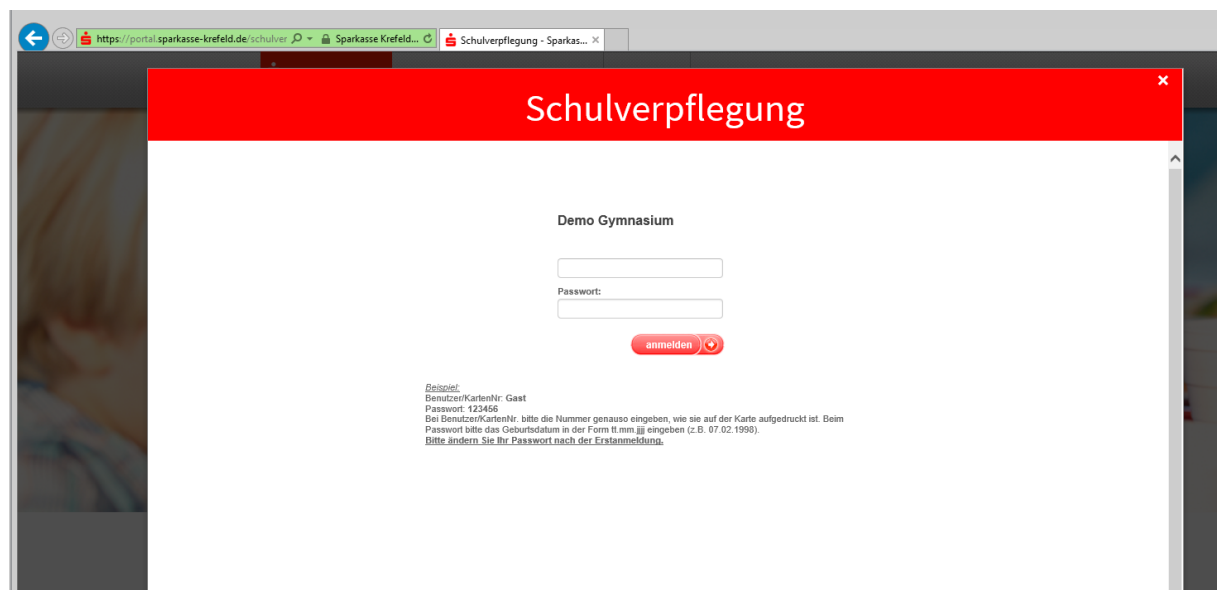 https://portal.sparkasse-krefeld.de/schulver
Sparkasse Krefeld...
Schulverpflegung - Sparkas...
Schulverpflegung
Demo Gymnasium
Passwort:
anmelden
Beispiel:
Benutzer/KartenNr: Gast
Passwort: 123456
Bei Benutzer/KartenNr. bitte die Nummer genauso eingeben, wie sie auf der Karte aufgedruckt ist. Beim
Passwort bitte das Geburtsdatum in der Form tt.mm.jjjj eingeben (z.B. 07.02.1998).
Bitte ändern Sie Ihr Passwort nach der Erstanmeldung.